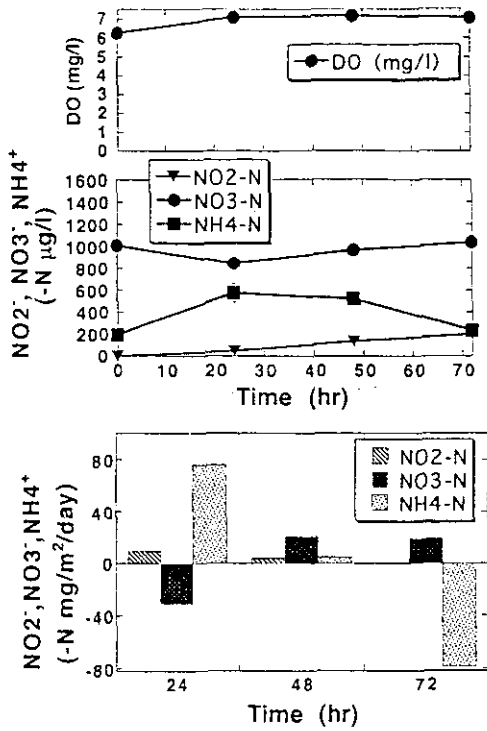 7
6
5
4
3
2
1
0
DO (mg/l)
DO (mg/l)
NO2-N
NO3-N
NH4-N
1600
1400
1200
1000
800
600
400
200
0
NO2⁻, NO3⁻, NH4⁺
(-N µg/l)
0 10 20 30 40 50 60 70
Time (hr)
NO2-N
NO3-N
NH4-N
80
40
0
-40
-80
NO2⁻,NO3⁻,NH4⁺
(-N mg/m²/day)
24 48 72
Time (hr)